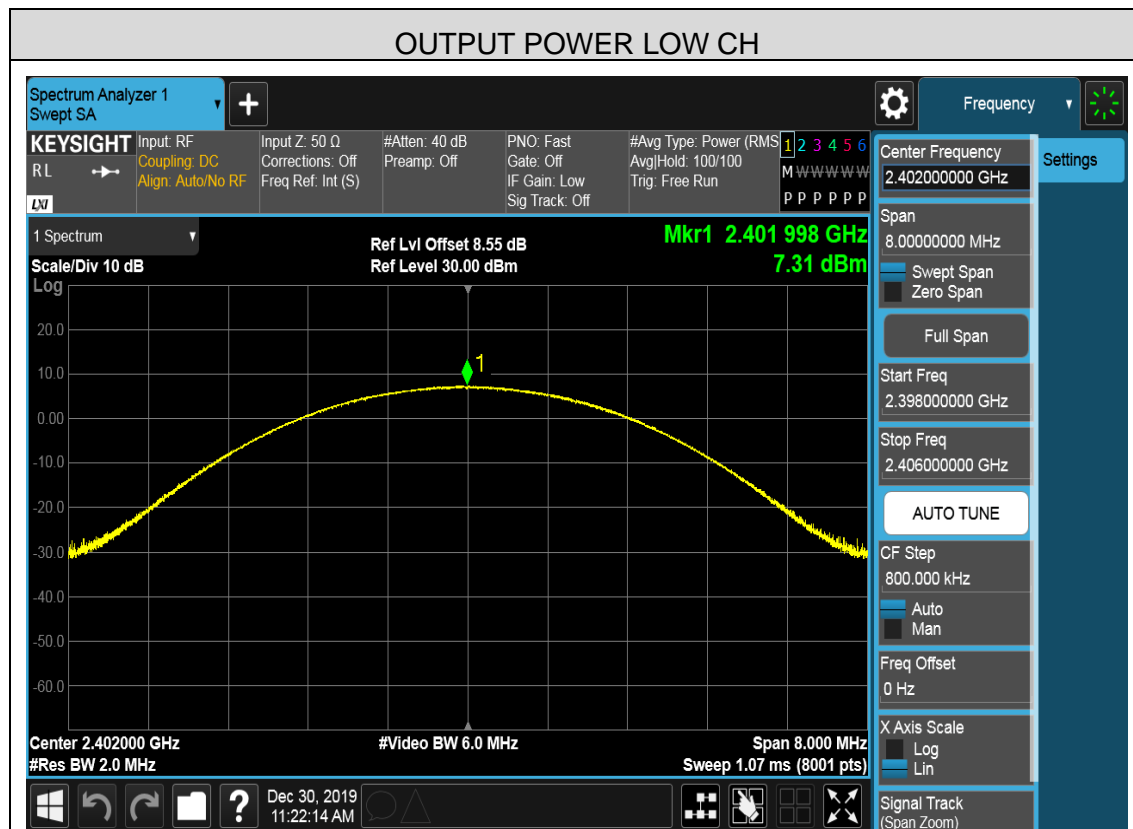 OUTPUT POWER LOW CH
Spectrum Analyzer 1
Swept SA
Frequency
KEYSIGHT
RL
LXI
Input: RF
Coupling: DC
Align: Auto/No RF
Input Z: 50 Ω
Corrections: Off
Freq Ref: Int (S)
#Atten: 40 dB
Preamp: Off
PNO: Fast
Gate: Off
IF Gain: Low
Sig Track: Off
#Avg Type: Power (RMS
Avg|Hold: 100/100
Trig: Free Run
1 2 3 4 5 6
M W W W W W
P P P P P P
1 Spectrum
Scale/Div 10 dB
Log
Ref Lvl Offset 8.55 dB
Ref Level 30.00 dBm
Mkr1 2.401 998 GHz
7.31 dBm
1
20.0
10.0
0.00
-10.0
-20.0
-30.0
-40.0
-50.0
-60.0
Center 2.402000 GHz
#Res BW 2.0 MHz
#Video BW 6.0 MHz
Span 8.000 MHz
Sweep 1.07 ms (8001 pts)
Dec 30, 2019
11:22:14 AM
?
Center Frequency
2.402000000 GHz
Settings
Span
8.00000000 MHz
Swept Span
Zero Span
Full Span
Start Freq
2.398000000 GHz
Stop Freq
2.406000000 GHz
AUTO TUNE
CF Step
800.000 kHz
Auto
Man
Freq Offset
0 Hz
X Axis Scale
Log
Lin
Signal Track
(Span Zoom)